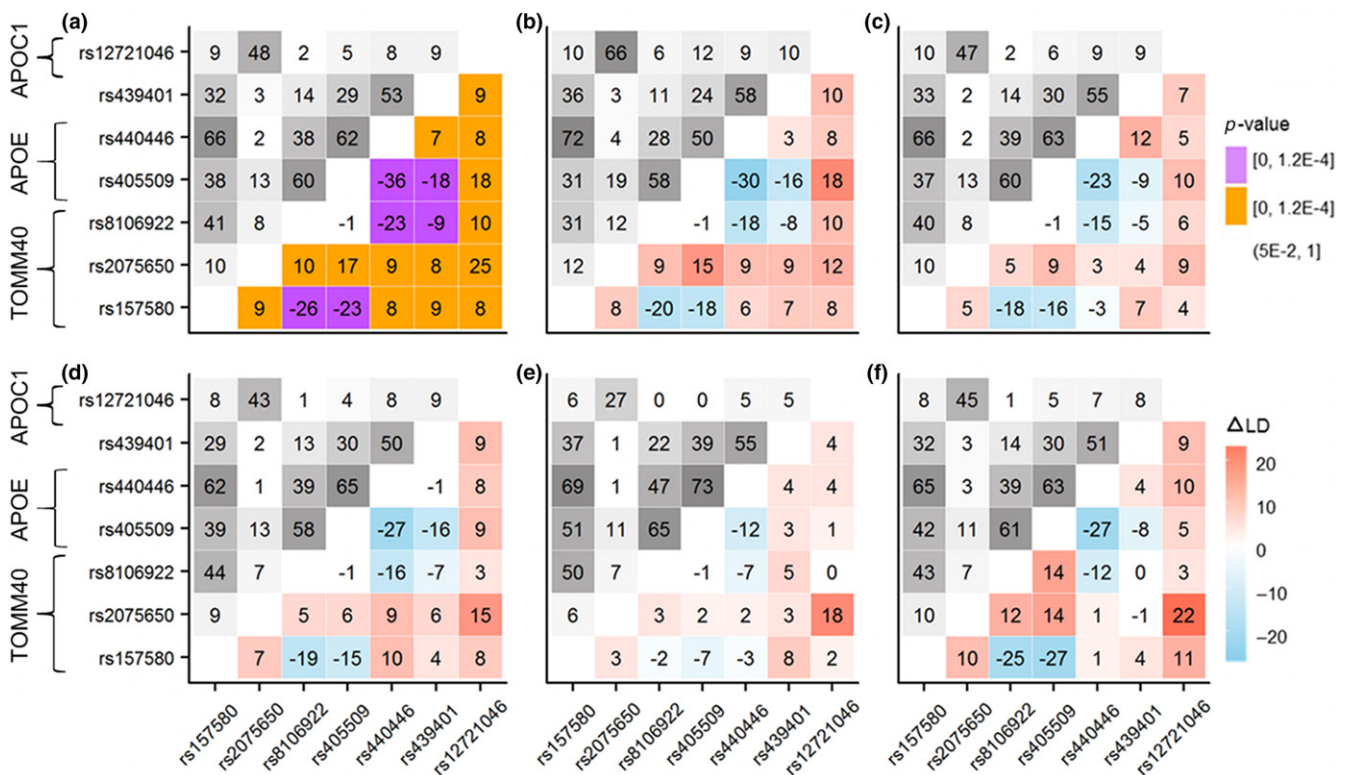 (a) (b) (c)
APOC1 APOE TOMM40
rs12721046 9 48 2 5 8 9 10 66 6 12 9 10 10 47 2 6 9 9
rs439401 32 3 14 29 53 9 36 3 11 24 58 10 33 2 14 30 55 7
rs440446 66 2 38 62 7 8 72 4 28 50 3 8 66 2 39 63 12 5
rs405509 38 13 60 -36 -18 18 31 19 58 -30 -16 18 37 13 60 -23 -9 10
rs8106922 41 8 -1 -23 -9 10 31 12 -1 -18 -8 10 40 8 -1 -15 -5 6
rs2075650 10 10 17 9 8 25 12 9 15 9 9 12 10 5 9 3 4 9
rs157580 9 -26 -23 8 9 8 8 -20 -18 6 7 8 5 -18 -16 -3 7 4
p-value
[0, 1.2E-4]
[0, 1.2E-4]
(5E-2, 1]
(d) (e) (f)
APOC1 APOE TOMM40
rs12721046 8 43 1 4 8 9 6 27 0 0 5 5 8 45 1 5 7 8
rs439401 29 2 13 30 50 9 37 1 22 39 55 4 32 3 14 30 51 9
rs440446 62 1 39 65 -1 8 69 1 47 73 4 4 65 3 39 63 4 10
rs405509 39 13 58 -27 -16 9 51 11 65 -12 3 1 42 11 61 -27 -8 5
rs8106922 44 7 -1 -16 -7 3 50 7 -1 -7 5 0 43 7 14 -12 0 3
rs2075650 9 5 6 9 6 15 6 3 2 2 3 18 10 12 14 1 -1 22
rs157580 7 -19 -15 10 4 8 3 -2 -7 -3 8 2 10 -25 -27 1 4 11
rs157580 rs2075650 rs8106922 rs405509 rs440446 rs439401 rs12721046 rs157580 rs2075650 rs8106922 rs405509 rs440446 rs439401 rs12721046 rs157580 rs2075650 rs8106922 rs405509 rs440446 rs439401 rs12721046
ΔLD
20
10
0
−10
−20